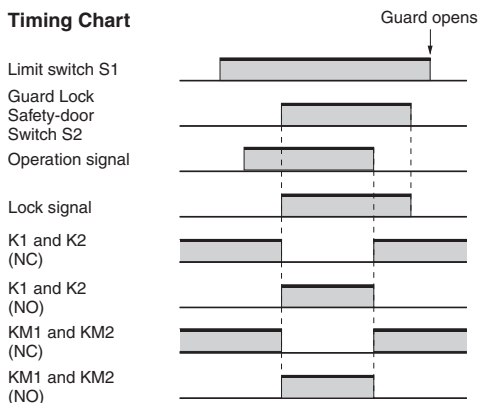 Timing Chart
Guard opens
Limit switch S1
Guard Lock
Safety-door
Switch S2
Operation signal
Lock signal
K1 and K2
(NC)
K1 and K2
(NO)
KM1 and KM2
(NC)
KM1 and KM2
(NO)